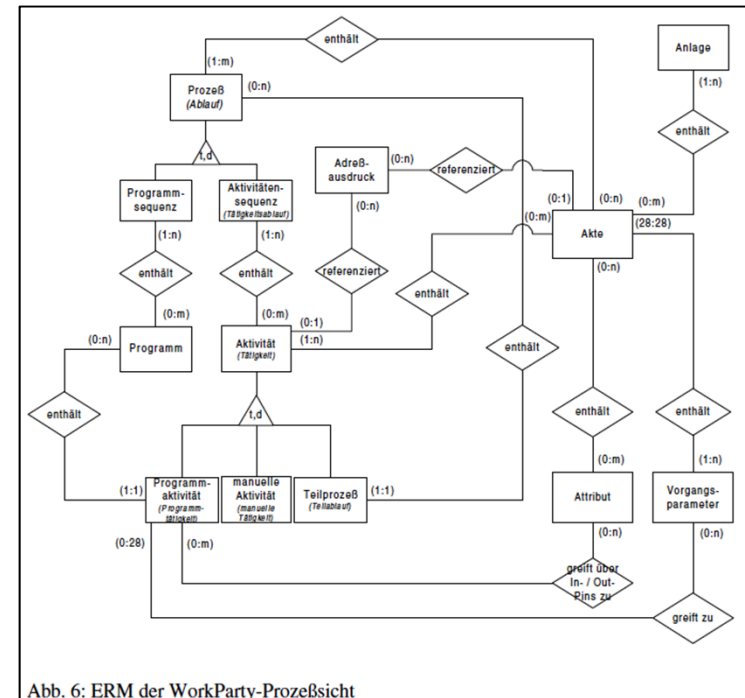 enthält
Anlage
(1:m)
(1:n)
Prozeß
(Ablauf)
(0:n)
enthält
t,d
Adreß-
ausdruck
(0:n)
referenziert
Programm-
sequenz
Aktivitäten-
sequenz
(Tätigkeitsablauf)
(0:n)
(0:1)
(0:n)
(0:m)
(1:n)
(1:n)
(0:m)
Akte
(28:28)
enthält
enthält
referenziert
(0:n)
enthält
(0:m)
(0:m)
(0:1)
(0:n)
Programm
Aktivität
(Tätigkeit)
(1:n)
enthält
enthält
t,d
enthält
enthält
(0:m)
(1:n)
(1:1)
Programm-
aktivität
(Programm-
tätigkeit)
manuelle
Aktivität
(manuelle
Tätigkeit)
Teilprozeß
(Teilablauf)
(1:1)
Attribut
Vorgangs-
parameter
(0:28)
(0:m)
(0:n)
(0:n)
greift über
In- / Out-
Pins zu
greift zu
Abb. 6: ERM der WorkParty-Prozeßsicht